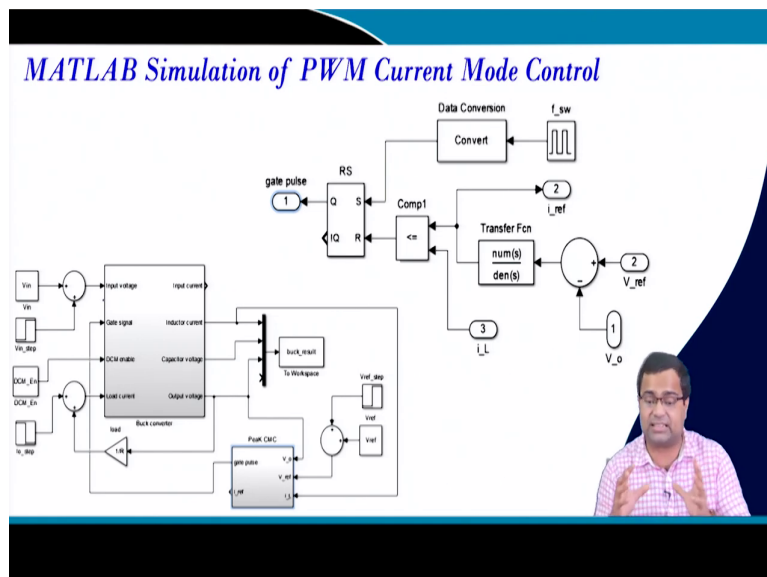 MATLAB Simulation of PWM Current Mode Control
Data Conversion
f_sw
Convert
RS
gate pulse
1
Q
S
!Q
R
Comp1
<=
2
i_ref
Transfer Fcn
num(s)
den(s)
+
−
2
V_ref
3
i_L
1
V_o
Vin
Vin
Vin_step
DCM_En
DCM_En
Io_step
Input voltage
Input current
Gate signal
Inductor current
DCM enable
Capacitor voltage
Load current
Output voltage
Buck converter
load
1/R
buck_result
To Workspace
Vref_step
Vref
Vref
Peak CMC
gate pulse
V_o
V_ref
i_ref
i_L